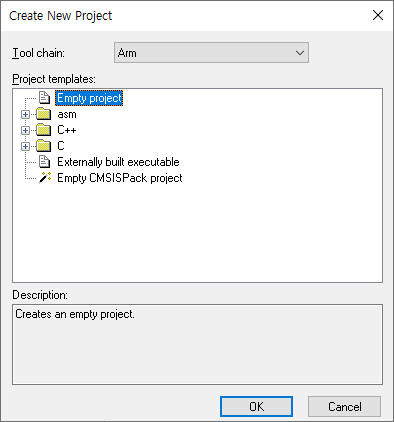 Create New Project
Tool chain: Arm
Project templates:
Empty project
asm
C++
C
Externally built executable
Empty CMSISPack project
Description:
Creates an empty project.
OK Cancel